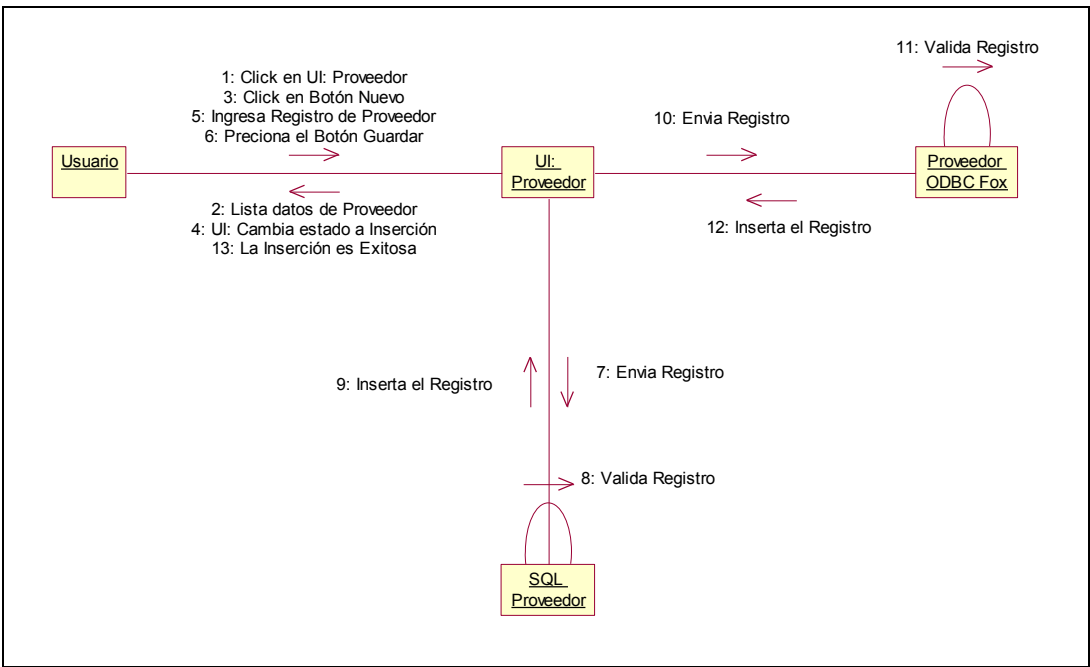 11: Valida Registro
1: Click en UI: Proveedor
3: Click en Botón Nuevo
5: Ingresa Registro de Proveedor
6: Preciona el Botón Guardar
10: Envia Registro
Usuario
UI:
Proveedor
Proveedor
ODBC Fox
2: Lista datos de Proveedor
4: UI: Cambia estado a Inserción
13: La Inserción es Exitosa
12: Inserta el Registro
9: Inserta el Registro
7: Envia Registro
8: Valida Registro
SQL
Proveedor